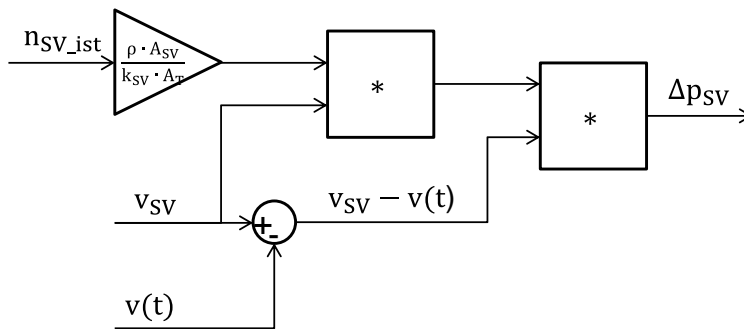 n_SV_ist
ρ · A_SV
k_SV · A_T
*
*
Δp_SV
v_SV
+
-
v_SV − v(t)
v(t)